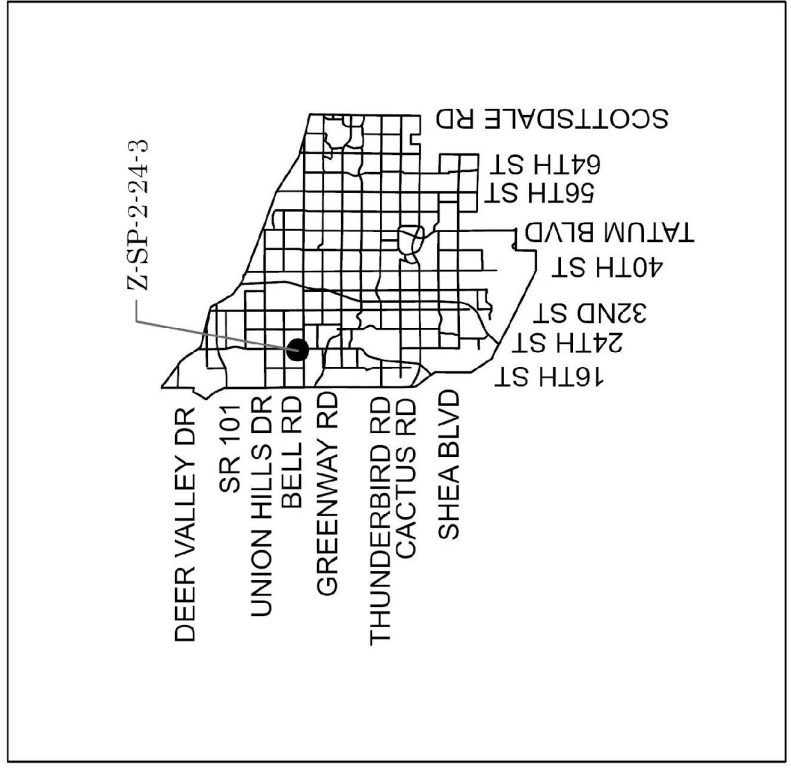 Z-SP-2-24-3
SCOTTSDALE RD
64TH ST
56TH ST
TATUM BLVD
40TH ST
32ND ST
24TH ST
16TH ST
DEER VALLEY DR
SR 101
UNION HILLS DR
BELL RD
GREENWAY RD
THUNDERBIRD RD
CACTUS RD
SHEA BLVD